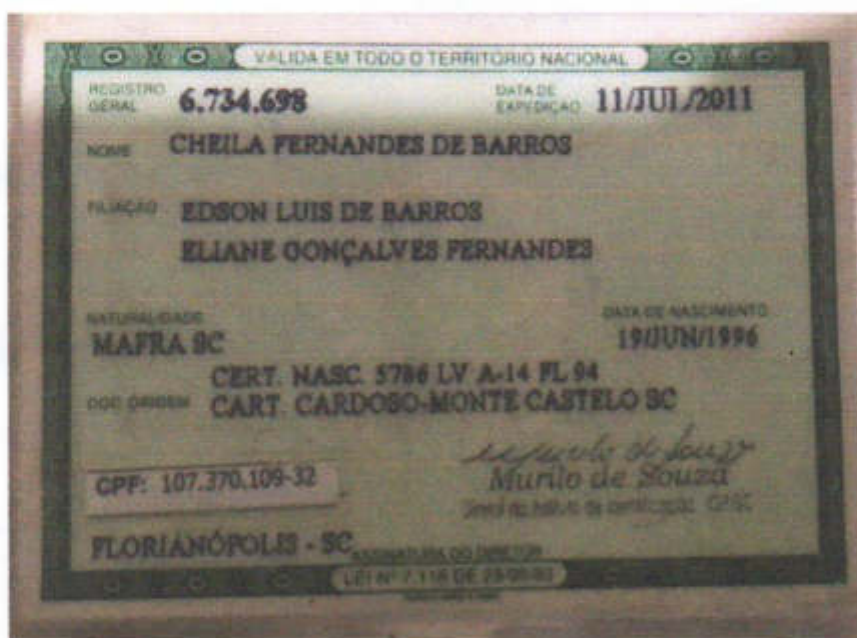 VALIDA EM TODO O TERRITÓRIO NACIONAL
REGISTRO GERAL 6.734.698 DATA DE EXPEDIÇÃO 11/JUL/2011
NOME CHEILA FERNANDES DE BARROS
FILIAÇÃO EDSON LUIS DE BARROS
ELIANE GONÇALVES FERNANDES
NATURALIDADE DATA DE NASCIMENTO
MAFRA SC 19/JUN/1996
CERT. NASC. 5786 LV A-14 FL 94
DOC ORIGEM CART. CARDOSO-MONTE CASTELO SC
CPF: 107.370.109-32
Murilo de Souza
FLORIANÓPOLIS - SC
ASSINATURA DO DIRETOR
LEI Nº 7.116 DE 29/08/83